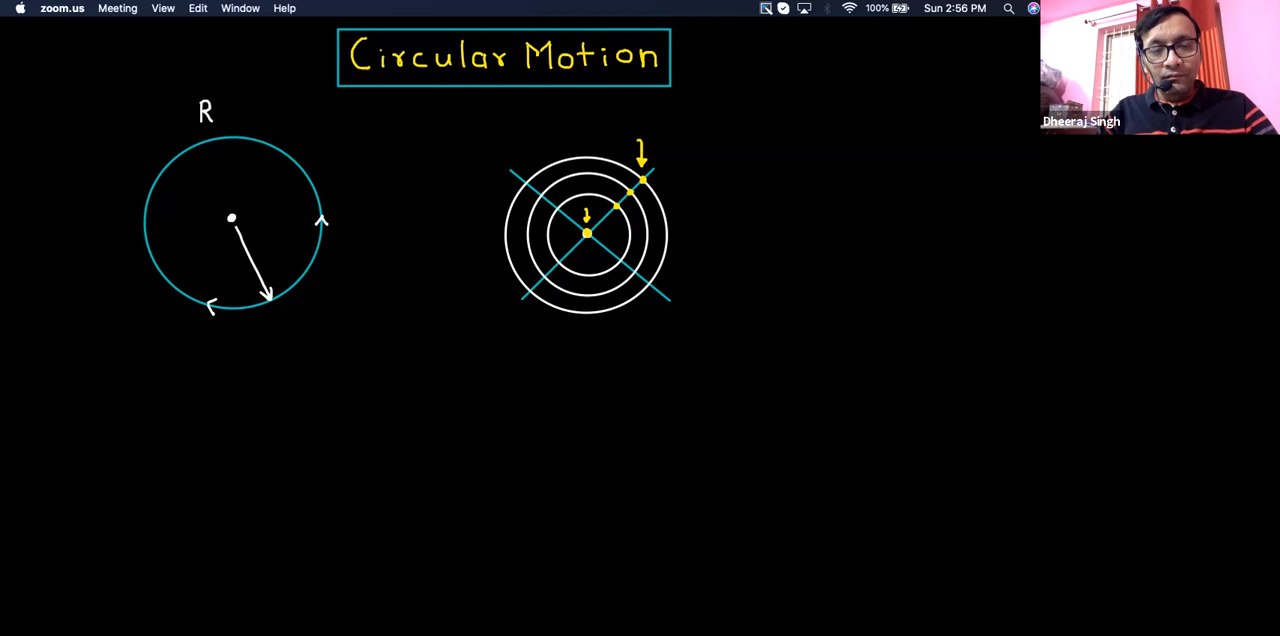 zoom.us Meeting View Edit Window Help 100% Sun 2:56 PM
Circular Motion
Dheeraj Singh
R